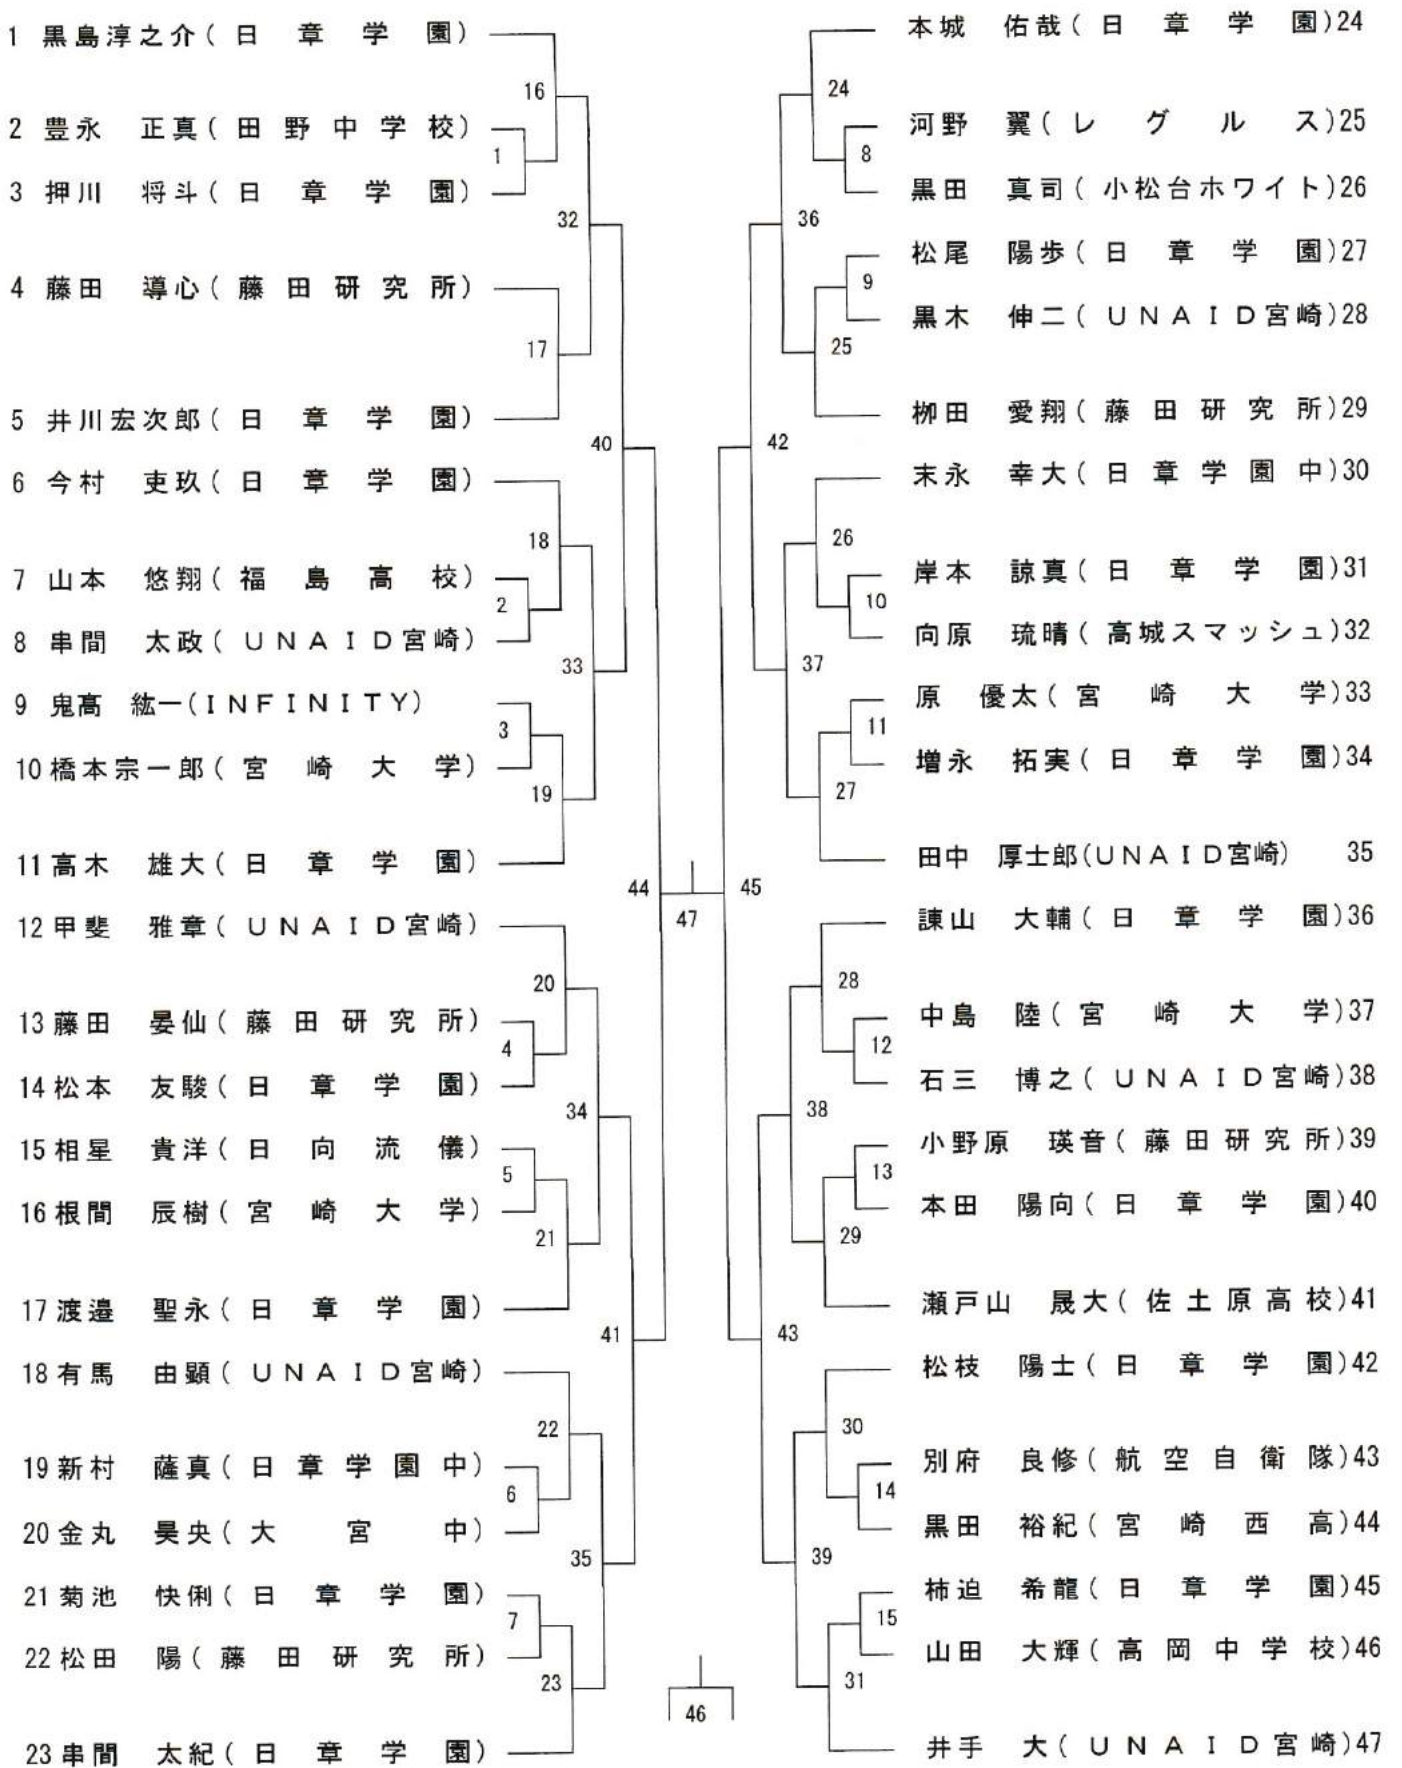 1 黒島淳之介(日章学園)
2 豊永 正真(田野中学校)
3 押川 将斗(日章学園)
4 藤田 導心(藤田研究所)
5 井川宏次郎(日章学園)
6 今村 吏玖(日章学園)
7 山本 悠翔(福島高校)
8 串間 太政(UNAID宮崎)
9 鬼髙 紘一(INFINITY)
10 橋本宗一郎(宮崎大学)
11 高木 雄大(日章学園)
12 甲斐 雅章(UNAID宮崎)
13 藤田 晏仙(藤田研究所)
14 松本 友駿(日章学園)
15 相星 貴洋(日向流儀)
16 根間 辰樹(宮崎大学)
17 渡邉 聖永(日章学園)
18 有馬 由顕(UNAID宮崎)
19 新村 薩真(日章学園中)
20 金丸 昊央(大宮中)
21 菊池 快俐(日章学園)
22 松田 陽(藤田研究所)
23 串間 太紀(日章学園)
16
1
32
17
40
18
2
33
3
19
44
20
4
34
5
21
41
22
6
35
7
23
47
46
24
8
36
9
25
42
26
10
37
11
27
45
28
12
38
13
29
43
30
14
39
15
31
本城 佑哉(日章学園)24
河野 翼(レグルス)25
黒田 真司(小松台ホワイト)26
松尾 陽歩(日章学園)27
黒木 伸二(UNAID宮崎)28
栁田 愛翔(藤田研究所)29
末永 幸大(日章学園中)30
岸本 諒真(日章学園)31
向原 琉晴(高城スマッシュ)32
原 優太(宮崎大学)33
増永 拓実(日章学園)34
田中 厚士郎(UNAID宮崎) 35
諌山 大輔(日章学園)36
中島 陸(宮崎大学)37
石三 博之(UNAID宮崎)38
小野原 瑛音(藤田研究所)39
本田 陽向(日章学園)40
瀬戸山 晟大(佐土原高校)41
松枝 陽士(日章学園)42
別府 良修(航空自衛隊)43
黒田 裕紀(宮崎西高)44
柿迫 希龍(日章学園)45
山田 大輝(高岡中学校)46
井手 大(UNAID宮崎)47